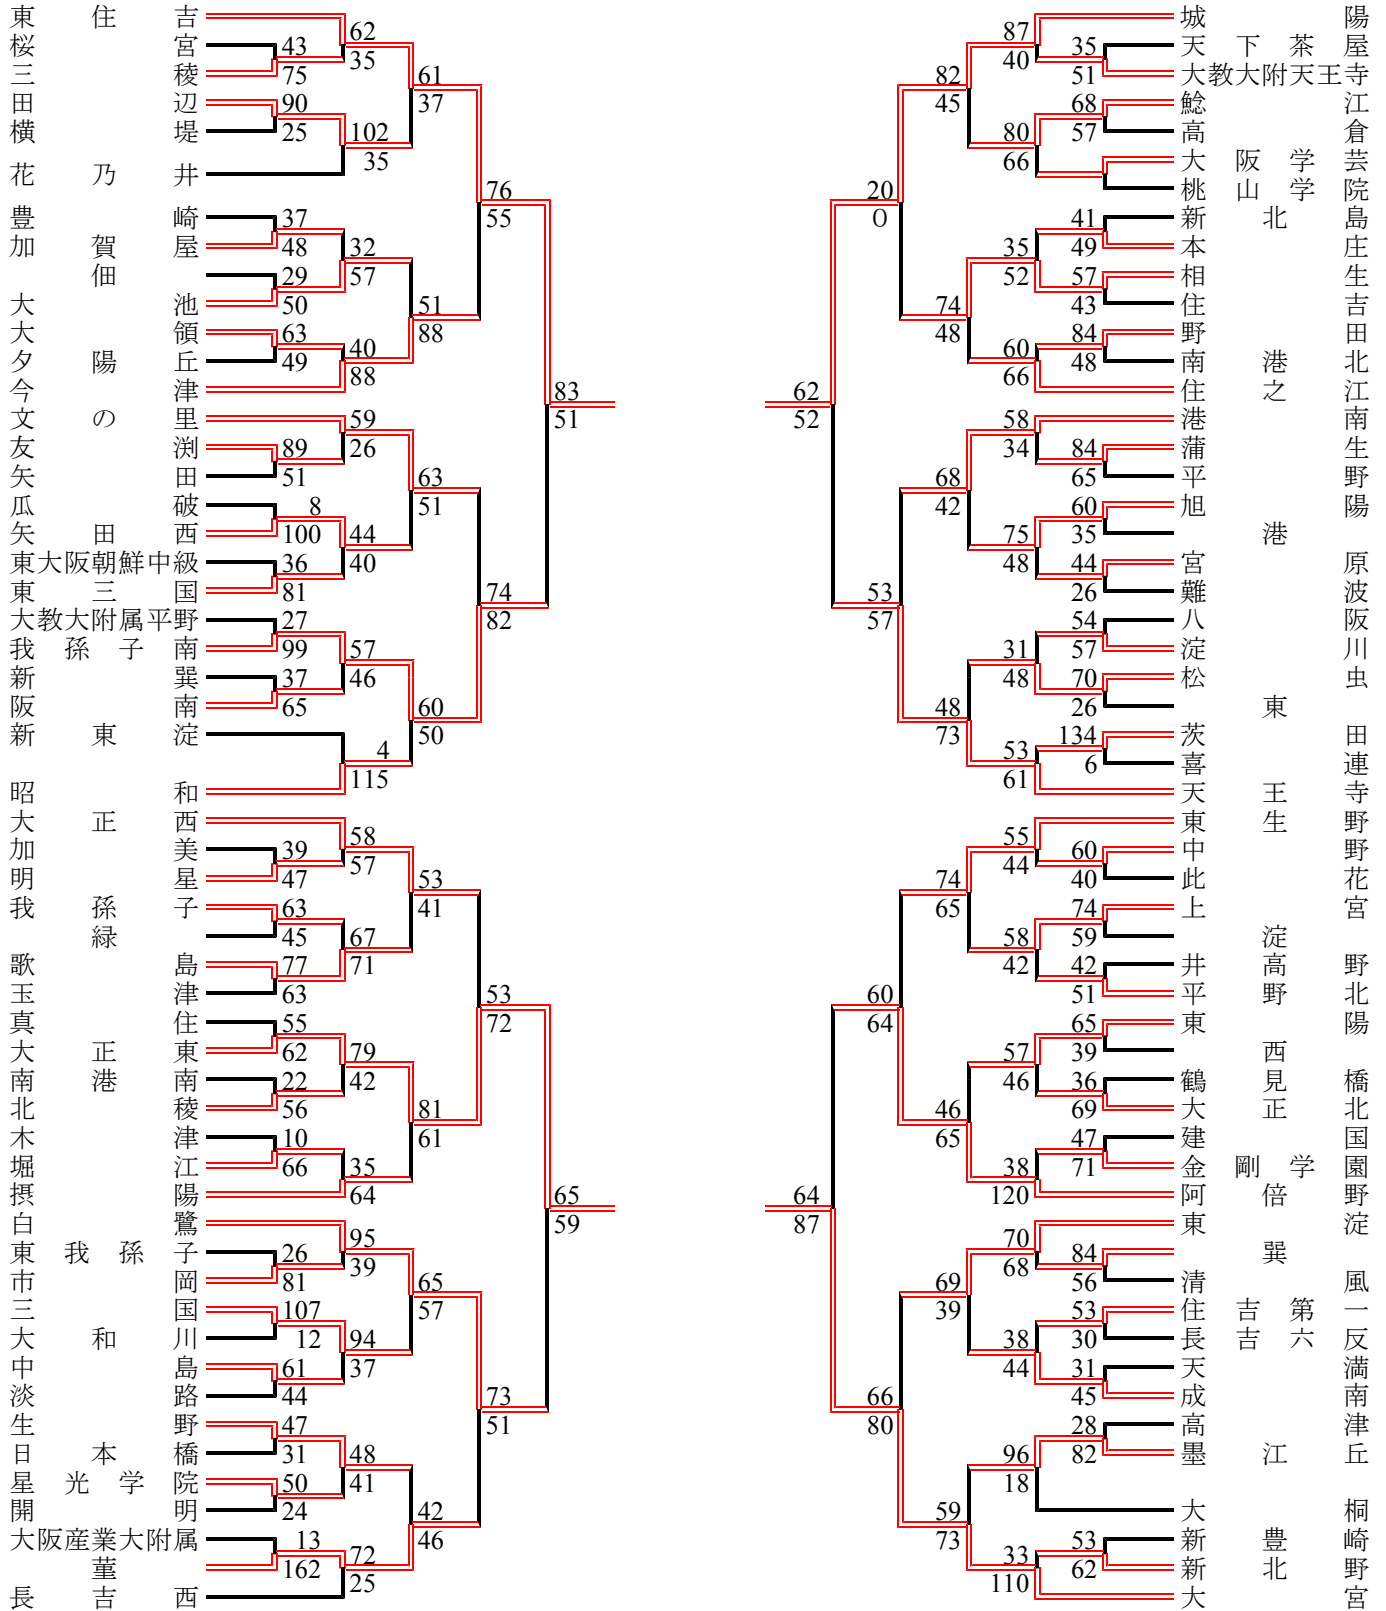 東住吉
62
桜宮
43
35
三稜
75
61
田辺
90
37
横堤
25
102
35
花乃井
76
豊崎
37
55
加賀屋
48
32
佃
29
57
大池
50
51
大領
63
88
夕陽丘
49
40
今津
88
83
文の里
59
51
友渕
89
26
矢田
51
63
瓜破
8
51
矢田西
100
44
東大阪朝鮮中級
36
40
東三国
81
74
大教大附属平野
27
82
我孫子南
99
57
新巽
37
46
阪南
65
60
新東淀
50
4
115
昭和
大正西
58
加美
39
57
明星
47
53
我孫子
63
41
緑
45
67
歌島
77
71
玉津
63
53
真住
55
72
大正東
62
79
南港南
22
42
北稜
56
81
木津
10
61
堀江
66
35
摂陽
64
65
白鷺
95
59
東我孫子
26
39
市岡
81
65
三国
107
57
大和川
12
94
中島
61
37
淡路
44
73
生野
47
51
日本橋
31
48
星光学院
50
41
開明
24
42
大阪産業大附属
13
46
菫
162
72
長吉西
25
城陽
87
天下茶屋
35
40
大教大附天王寺
51
82
鯰江
68
45
高倉
57
80
大阪学芸
66
桃山学院
20
新北島
41
0
本庄
49
35
相生
57
52
住吉
43
74
野田
84
48
南港北
48
60
住之江
66
62
港南
58
52
蒲生
84
34
平野
65
68
旭陽
60
42
港
35
75
宮原
44
48
難波
26
53
八阪
54
57
淀川
57
31
松虫
70
48
東
26
48
茨田
134
73
喜連
6
53
天王寺
61
東生野
55
中野
60
44
此花
40
74
上宮
74
65
淀
59
58
井高野
42
42
平野北
51
60
東陽
65
64
西
39
57
鶴見橋
36
46
大正北
69
46
建国
47
65
金剛学園
71
38
阿倍野
120
64
東淀
70
87
巽
84
68
清風
56
69
住吉第一
53
39
長吉六反
30
38
天満
31
44
成南
45
66
高津
28
80
墨江丘
82
96
18
大桐
59
新豊崎
53
73
新北野
62
33
大宮
110